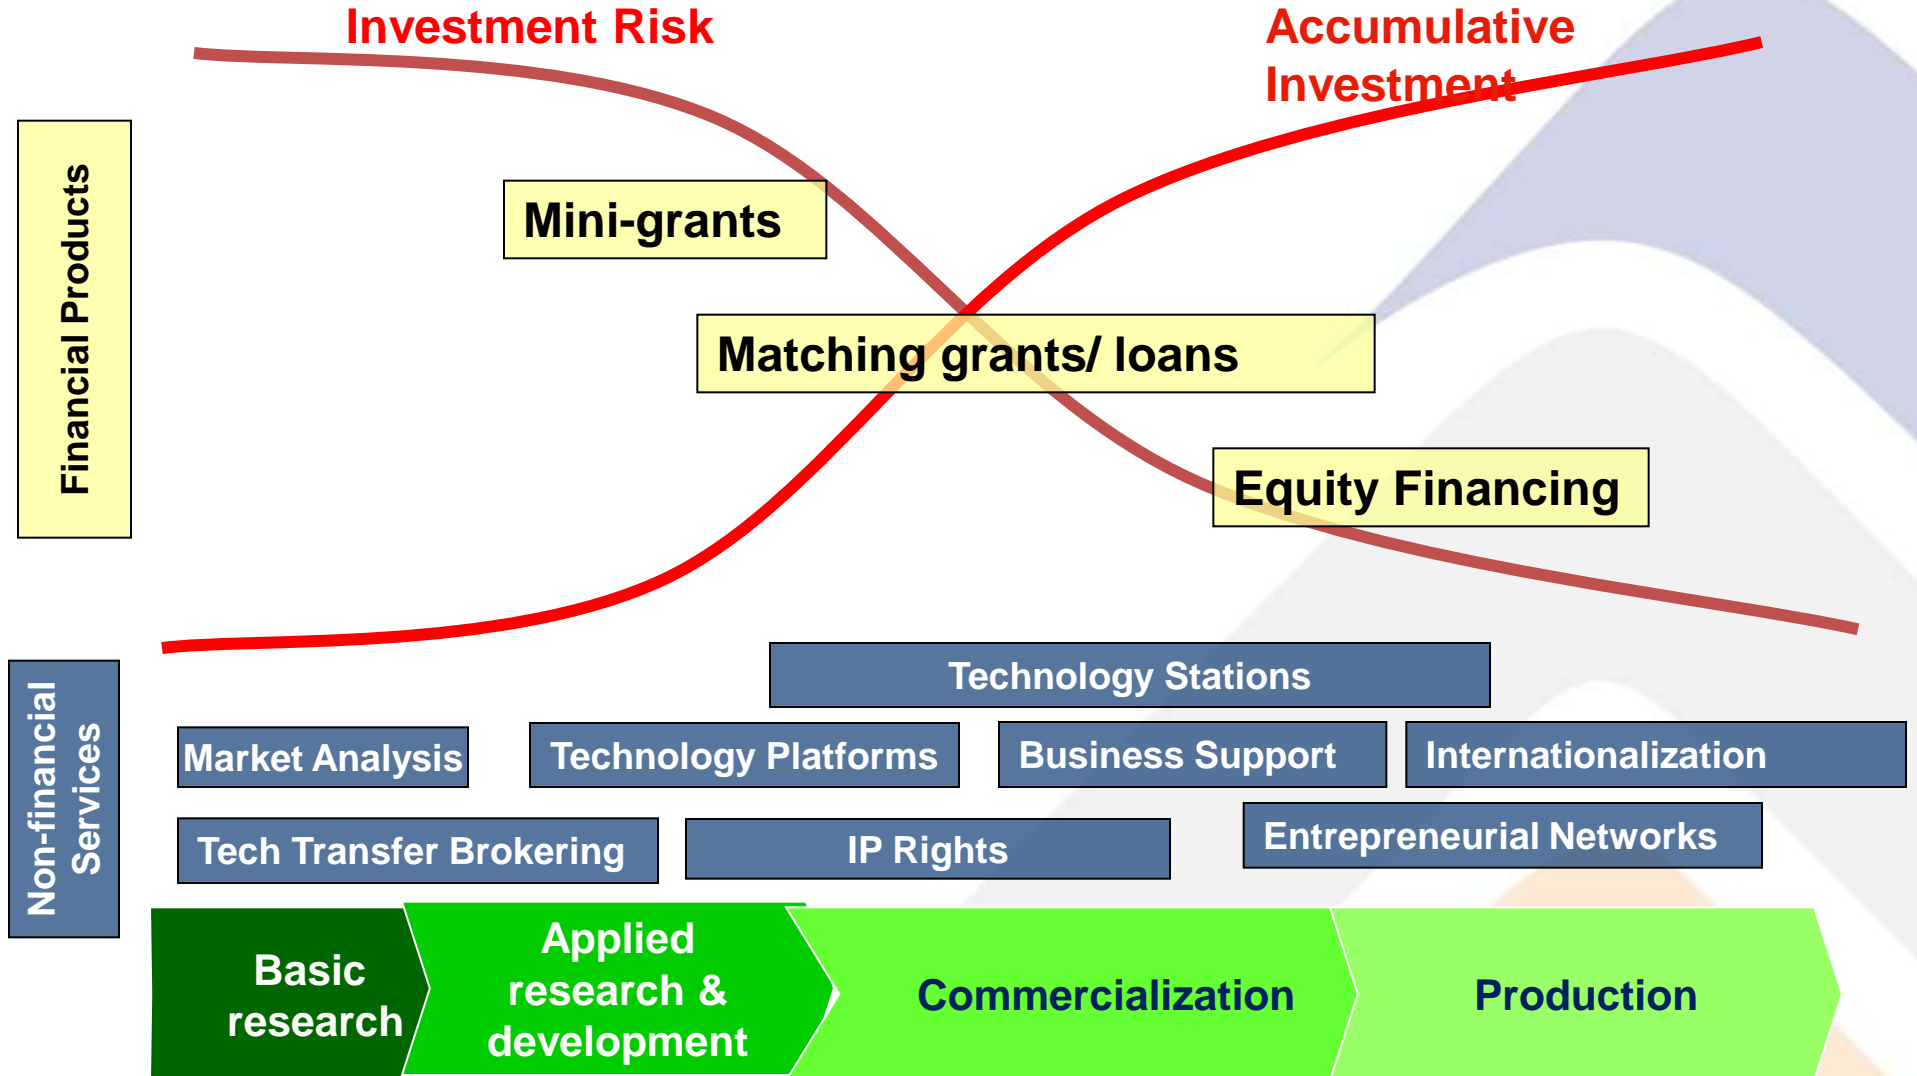 Investment Risk
Accumulative
Investment
Financial Products
Mini-grants
Matching grants/ loans
Equity Financing
Non-financial
Services
Technology Stations
Market Analysis
Technology Platforms
Business Support
Internationalization
Tech Transfer Brokering
IP Rights
Entrepreneurial Networks
Basic
research
Applied
research &
development
Commercialization
Production